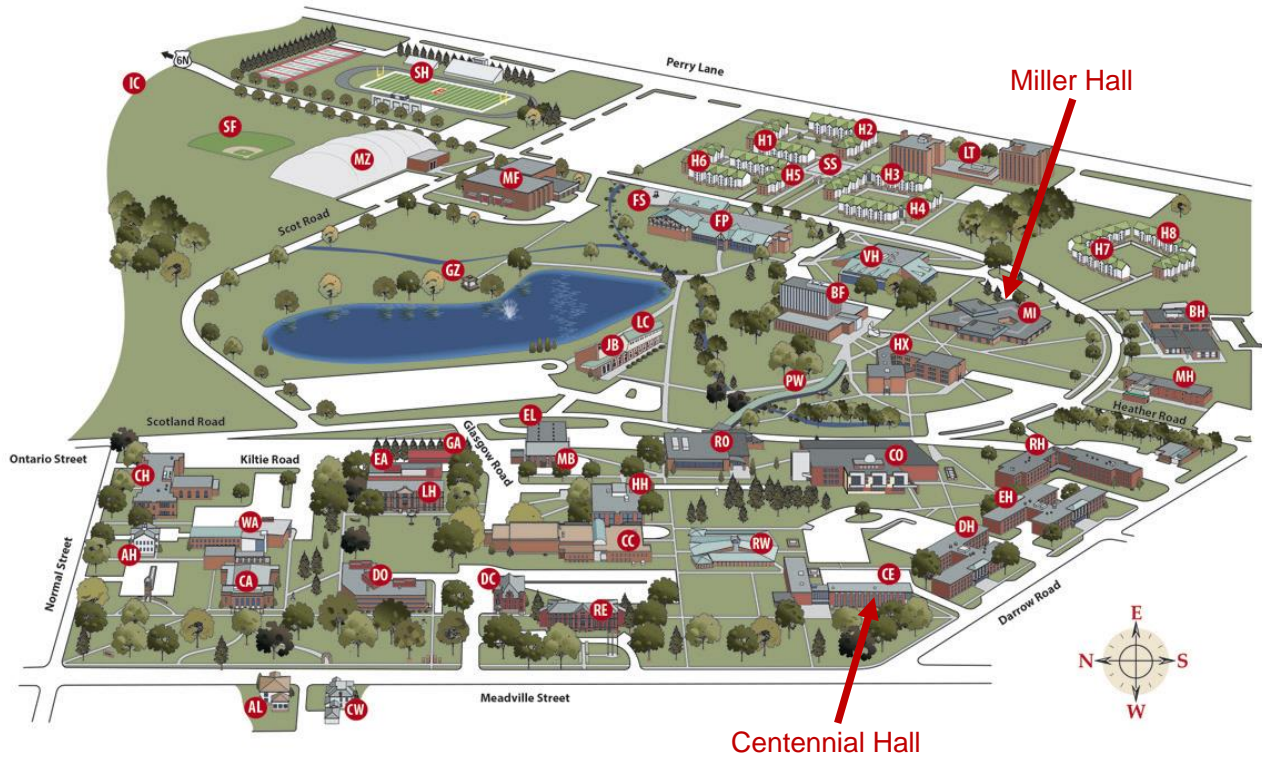 Perry Lane
Miller Hall
6N
IC
SH
SF
MZ
MF
H1
H2
LT
H6
H5
SS
H3
H4
FS
FP
H8
H7
Scot Road
GZ
VH
BF
MI
BH
LC
JB
HX
PW
MH
Heather Road
Scotland Road
EL
Glasgow Road
Ontario Street
Kiltie Road
GA
EA
MB
RO
CO
RH
CH
LH
HH
EH
WA
AH
CC
RW
DH
CA
DO
DC
RE
CE
Normal Street
Darrow Road
E
N
S
W
Meadville Street
AL
CW
Centennial Hall